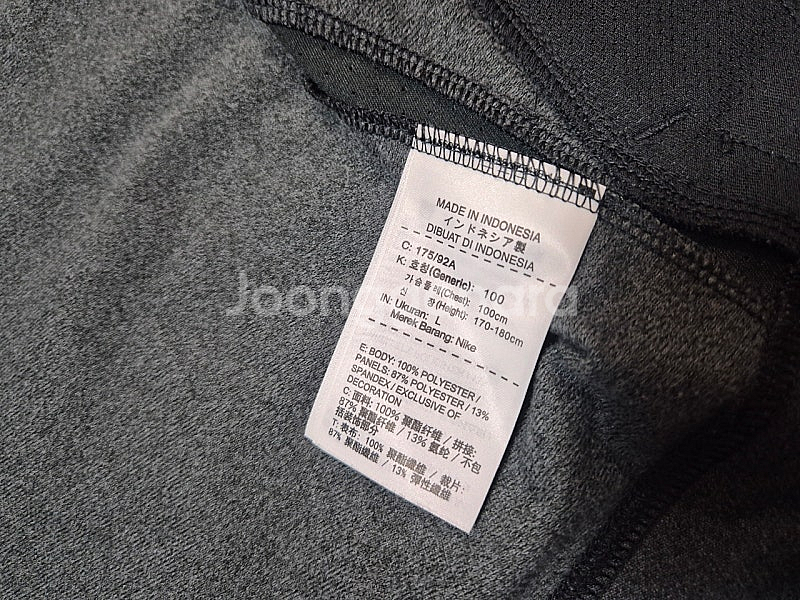 MADE IN INDONESIA
インドネシア製
DIBUAT DI INDONESIA
C: 175/92A
K: 호칭(Generic): 100
가슴둘레(Chest): 100cm
신 장(Height): 170-180cm
IN: Ukuran: L
Merek Barang: Nike
E: BODY: 100% POLYESTER /
PANELS: 87% POLYESTER / 13%
SPANDEX / EXCLUSIVE OF
DECORATION
C: 面料: 100% 聚酯纤维 / 拼接:
87% 聚酯纤维 / 13% 氨纶 / 不包
括装饰部分
T: 表布: 100% 聚酯纖維 / 裁片:
87% 聚酯纖維 / 13% 彈性纖維
Joonggonara